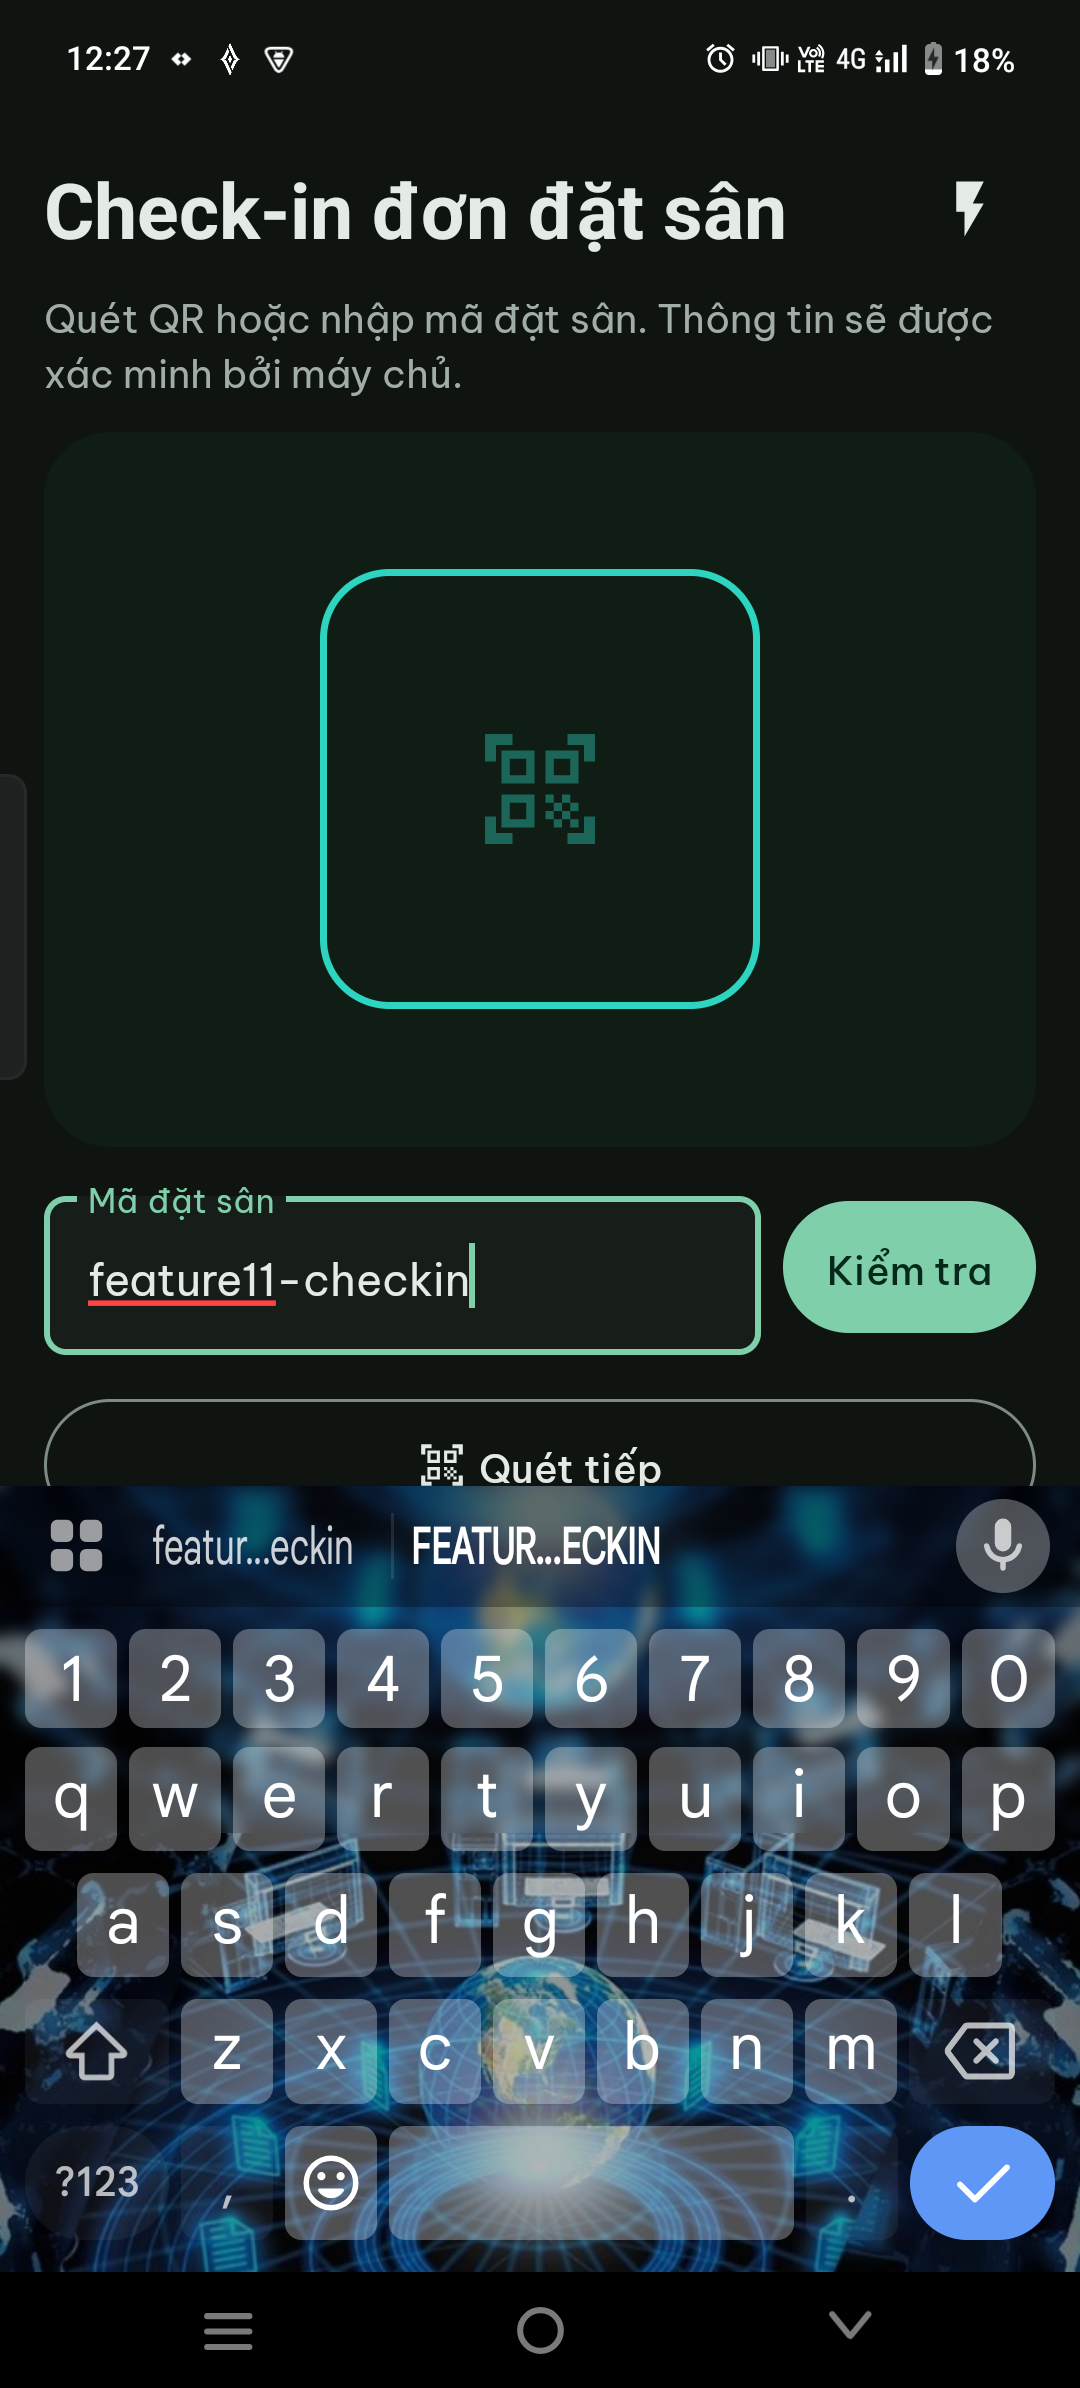 12:27
VoLTE 4G 18%
Check-in đơn đặt sân
Quét QR hoặc nhập mã đặt sân. Thông tin sẽ được
xác minh bởi máy chủ.
Mã đặt sân
feature11-checkin
Kiểm tra
Quét tiếp
featur...eckin FEATUR...ECKIN
1 2 3 4 5 6 7 8 9 0
q w e r t y u i o p
a s d f g h j k l
z x c v b n m
?123 , .